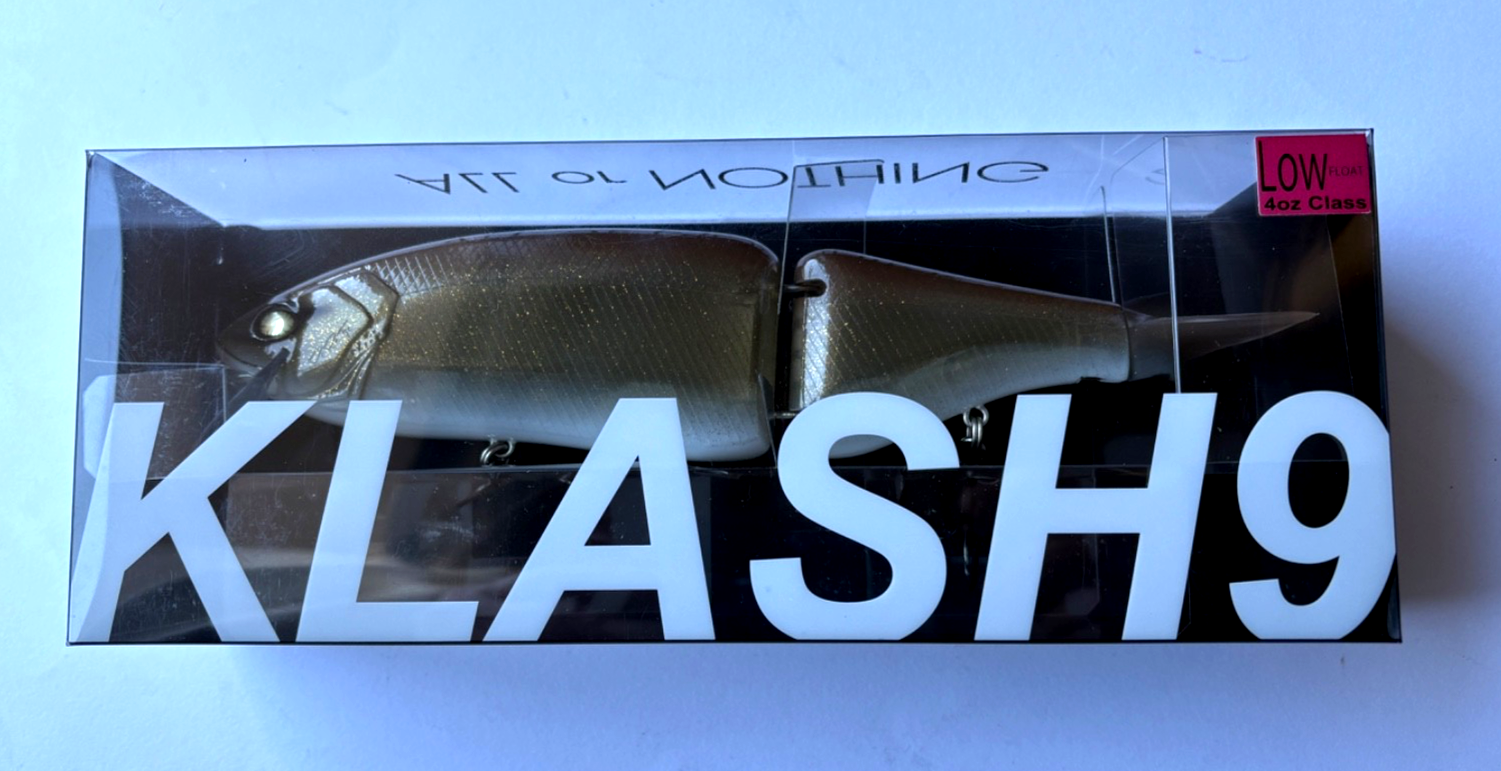 ALL or NOTHING
LOW FLOAT
4oz Class
KLASH9